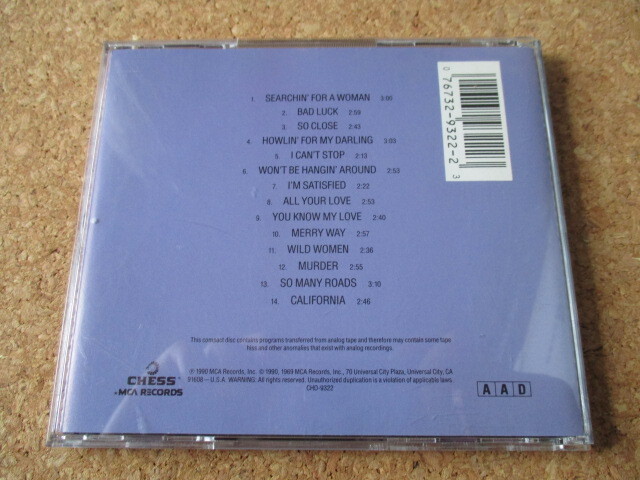 1. SEARCHIN' FOR A WOMAN 3:00
2. BAD LUCK 2:59
3. SO CLOSE 2:43
4. HOWLIN' FOR MY DARLING 3:03
5. I CAN'T STOP 2:13
6. WON'T BE HANGIN' AROUND 2:53
7. I'M SATISFIED 2:22
8. ALL YOUR LOVE 2:53
9. YOU KNOW MY LOVE 2:40
10. MERRY WAY 2:57
11. WILD WOMEN 2:36
12. MURDER 2:55
13. SO MANY ROADS 3:10
14. CALIFORNIA 2:46
0 76732-9322-2 3
This compact disc contains programs transferred from analog tape and therefore may contain some tape
hiss and other anomalies that exist with analog recordings.
CHESS
MCA RECORDS
℗ 1990 MCA Records, Inc. © 1990, 1969 MCA Records, Inc., 70 Universal City Plaza, Universal City, CA
91608 – U.S.A. WARNING: All rights reserved. Unauthorized duplication is a violation of applicable laws.
CHD-9322
A A D